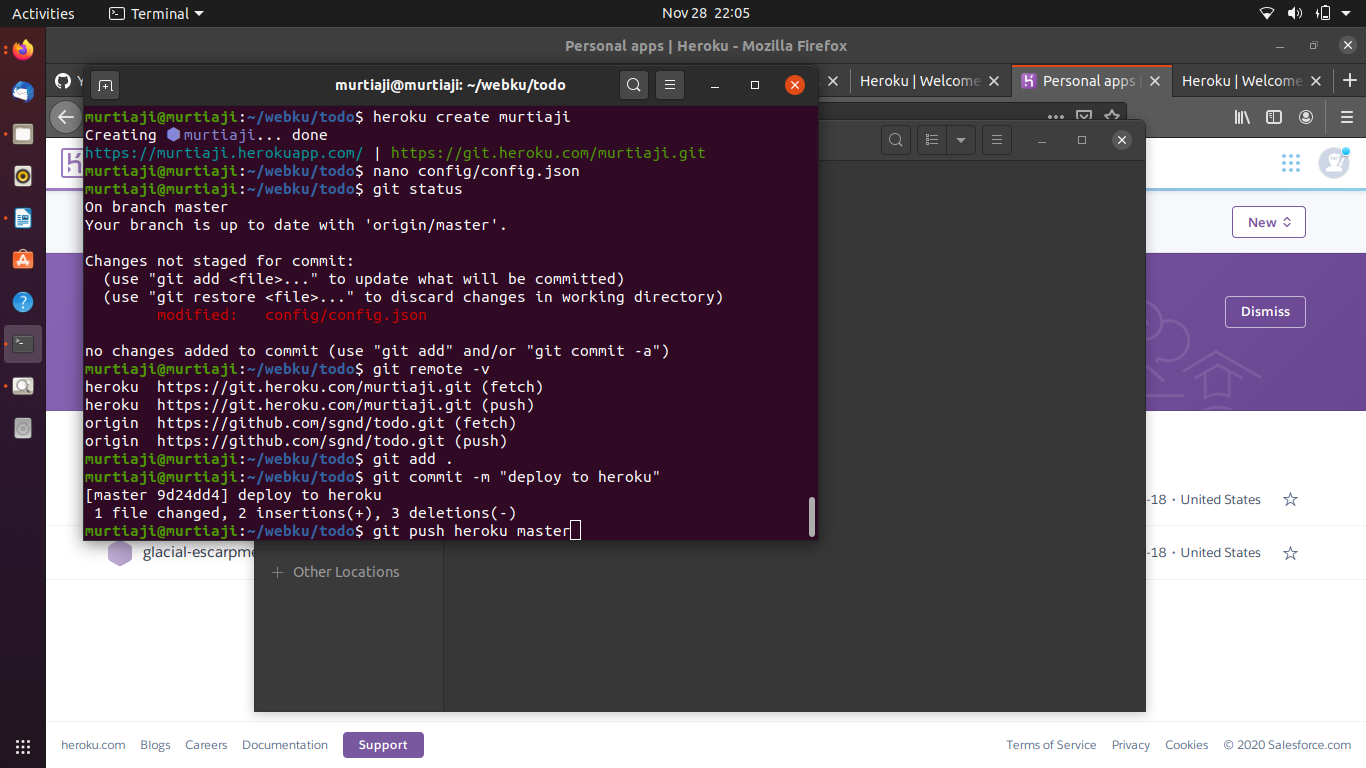 Activities
Terminal
Nov 28 22:05
Personal apps | Heroku - Mozilla Firefox
Heroku | Welcome
Personal apps
Heroku | Welcome
murtiaji@murtiaji: ~/webku/todo
murtiaji@murtiaji:~/webku/todo$ heroku create murtiaji
Creating murtiaji... done
https://murtiaji.herokuapp.com/ | https://git.heroku.com/murtiaji.git
murtiaji@murtiaji:~/webku/todo$ nano config/config.json
murtiaji@murtiaji:~/webku/todo$ git status
On branch master
Your branch is up to date with 'origin/master'.
Changes not staged for commit:
(use "git add <file>..." to update what will be committed)
(use "git restore <file>..." to discard changes in working directory)
modified:   config/config.json
no changes added to commit (use "git add" and/or "git commit -a")
murtiaji@murtiaji:~/webku/todo$ git remote -v
heroku  https://git.heroku.com/murtiaji.git (fetch)
heroku  https://git.heroku.com/murtiaji.git (push)
origin  https://github.com/sgnd/todo.git (fetch)
origin  https://github.com/sgnd/todo.git (push)
murtiaji@murtiaji:~/webku/todo$ git add .
murtiaji@murtiaji:~/webku/todo$ git commit -m "deploy to heroku"
[master 9d24dd4] deploy to heroku
1 file changed, 2 insertions(+), 3 deletions(-)
murtiaji@murtiaji:~/webku/todo$ git push heroku master
New
Dismiss
-18 · United States
glacial-escarpme
-18 · United States
Other Locations
heroku.com
Blogs
Careers
Documentation
Support
Terms of Service
Privacy
Cookies
© 2020 Salesforce.com